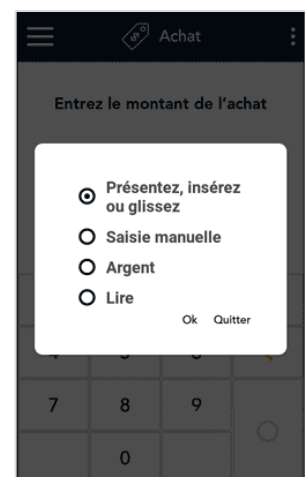 Achat
Entrez le montant de l'achat
Présentez, insérez
ou glissez
Saisie manuelle
Argent
Lire
Ok Quitter
7 8 9
0